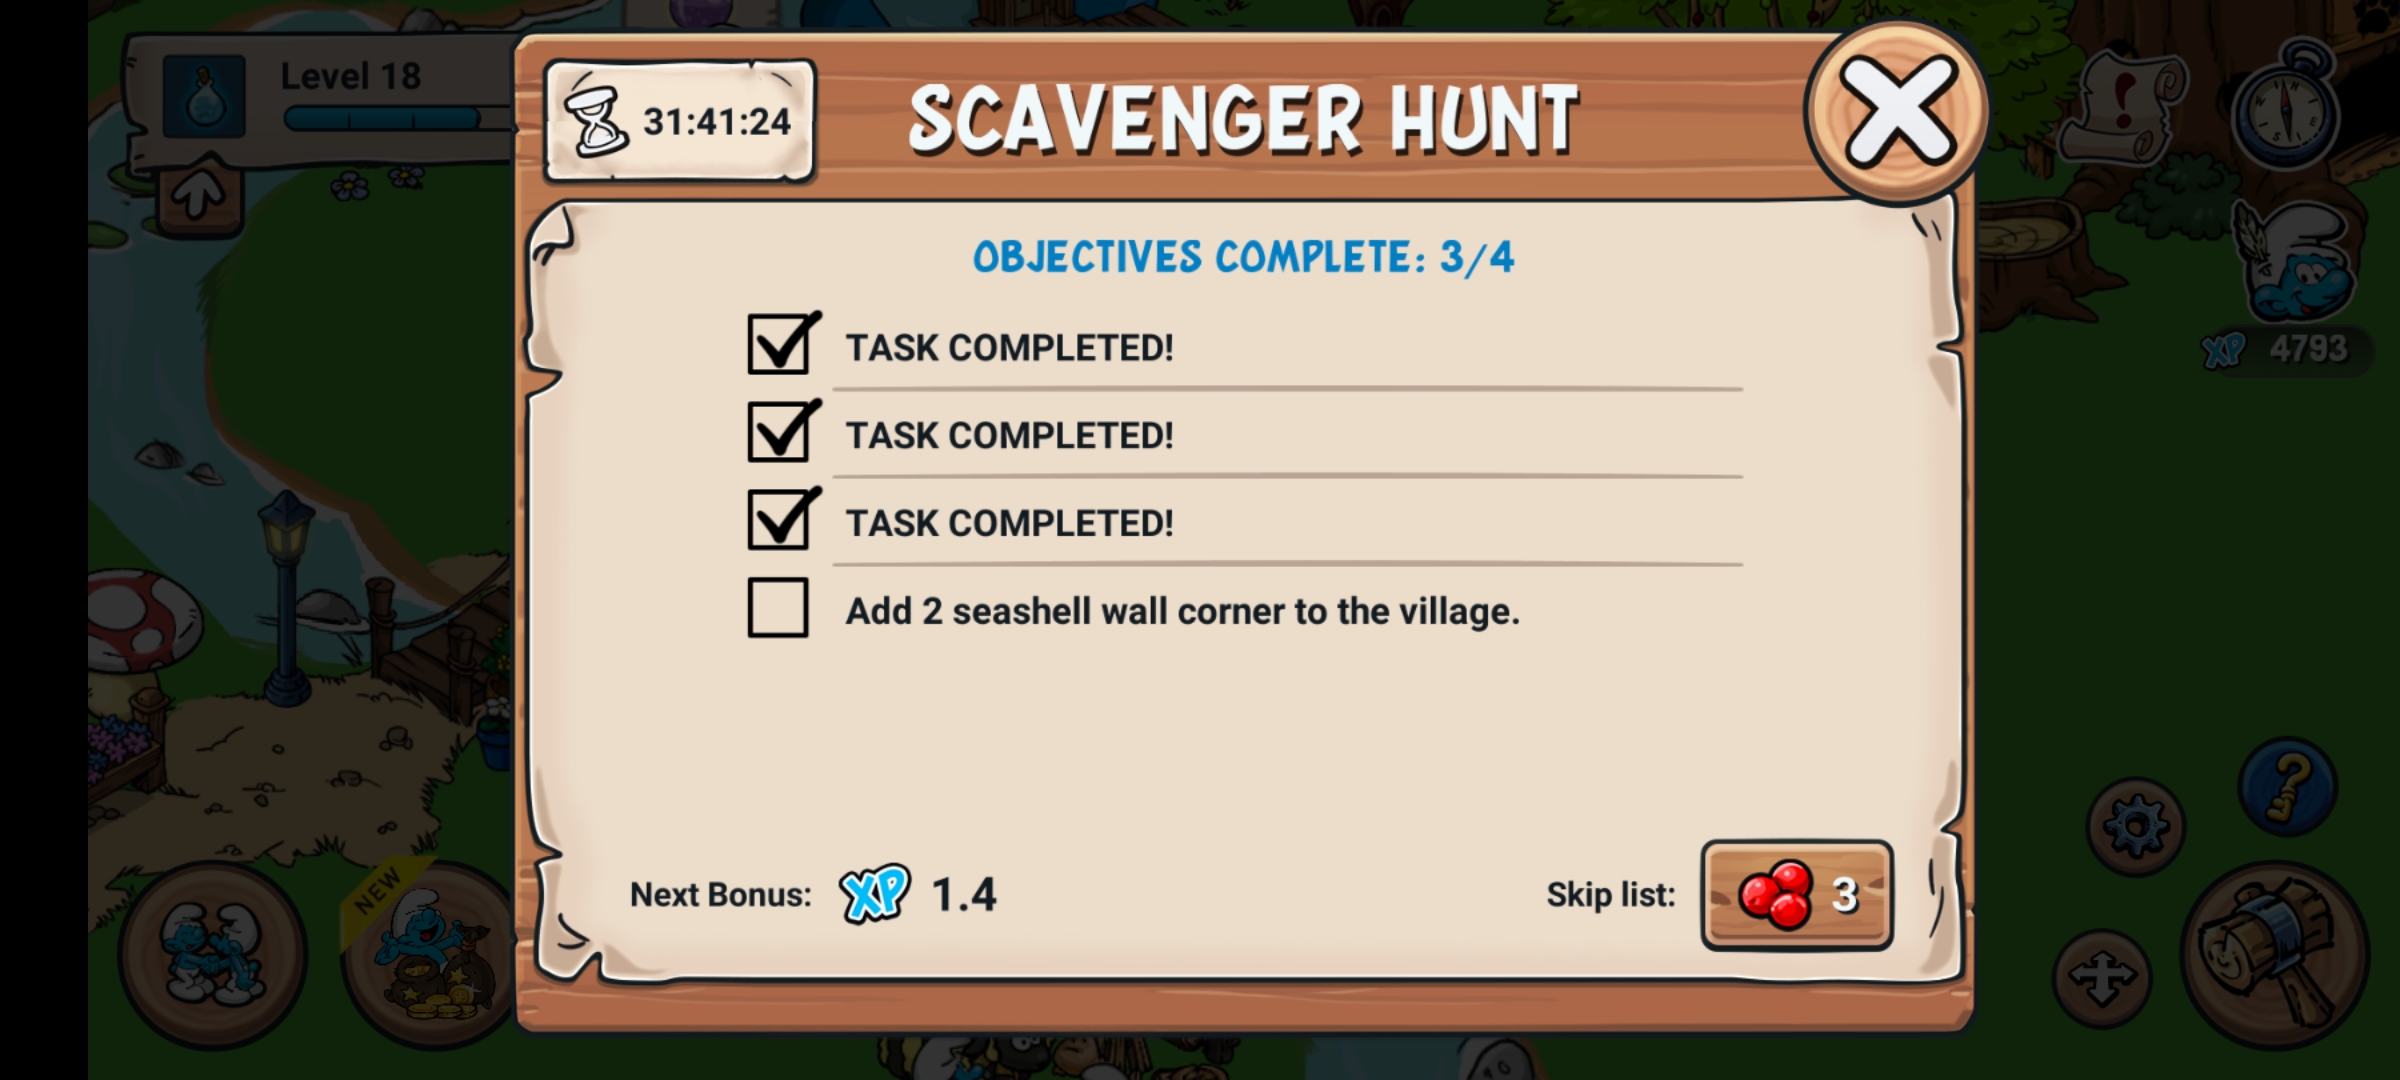 Level 18
31:41:24
SCAVENGER HUNT
OBJECTIVES COMPLETE: 3/4
TASK COMPLETED!
TASK COMPLETED!
TASK COMPLETED!
Add 2 seashell wall corner to the village.
XP 4793
NEW
Next Bonus: XP 1.4
Skip list: 3